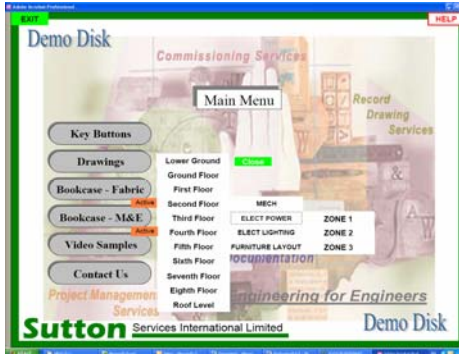 Adobe Acrobat Professional
EXIT
HELP
Demo Disk
Commissioning Services
Main Menu
Record
Drawing
Services
Key Buttons
Drawings
Bookcase - Fabric
Active
Bookcase - M&E
Active
Video Samples
Contact Us
Lower Ground
Close
Ground Floor
First Floor
Second Floor
MECH
Third Floor
ELECT POWER
ZONE 1
Fourth Floor
ELECT LIGHTING
ZONE 2
Fifth Floor
FURNITURE LAYOUT
ZONE 3
Sixth Floor
Documentation
Seventh Floor
Eighth Floor
Roof Level
&
Project Management
Services
Engineering for Engineers
Sutton Services International Limited
Demo Disk